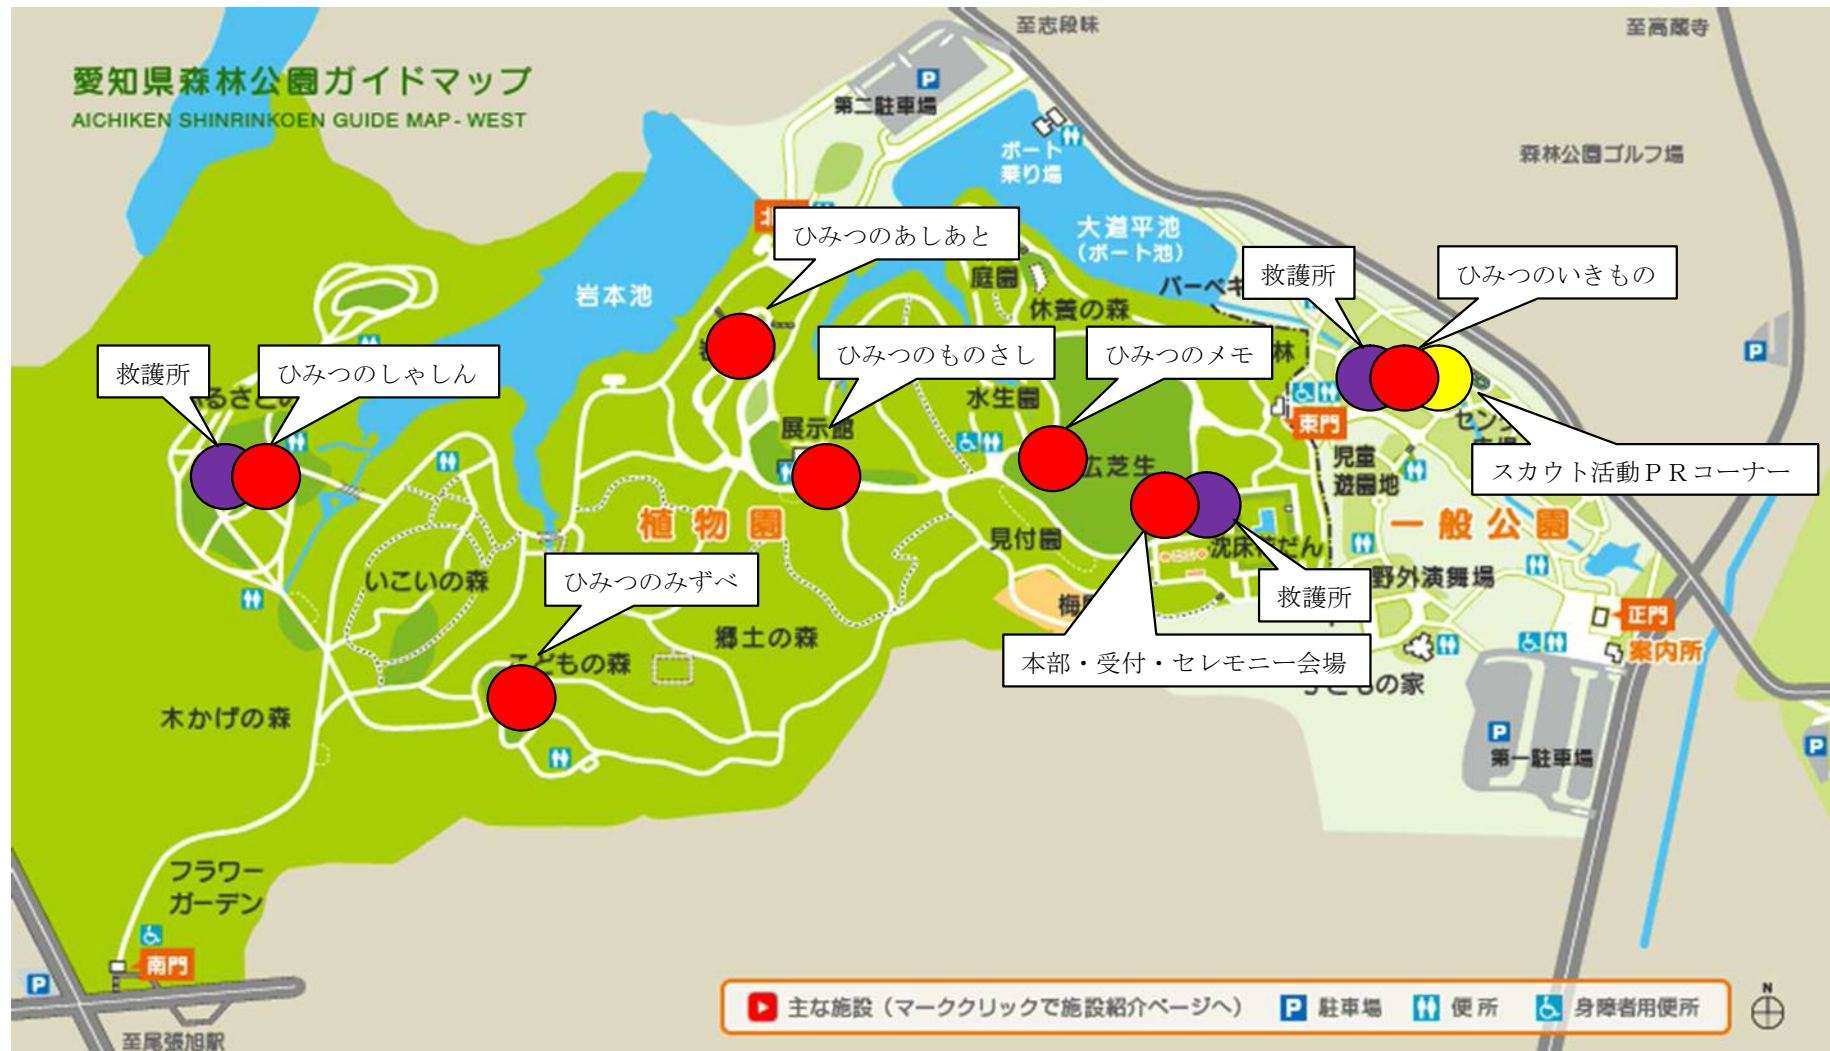 至志段味
至高蔵寺
愛知県森林公園ガイドマップ
AICHIKEN SHINRINKOEN GUIDE MAP - WEST
P
第二駐車場
ボート
乗り場
森林公園ゴルフ場
大道平池
(ボート池)
ひみつのあしあと
庭園
バーベキ
救護所
ひみつのいきもの
岩本池
休養の森
ひみつのものさし
ひみつのメモ
林
P
救護所
ひみつのしゃしん
水生園
展示館
東門
児童
遊園地
広芝生
スカウト活動PRコーナー
植物園
一般公園
見付園
沈床花だん
いこいの森
ひみつのみずべ
野外演舞場
救護所
正門
案内所
郷土の森
こどもの森
本部・受付・セレモニー会場
木かげの森
P
第一駐車場
P
フラワー
ガーデン
南門
P
至尾張旭駅
主な施設(マーククリックで施設紹介ページへ)
P 駐車場
便所
身障者用便所
N